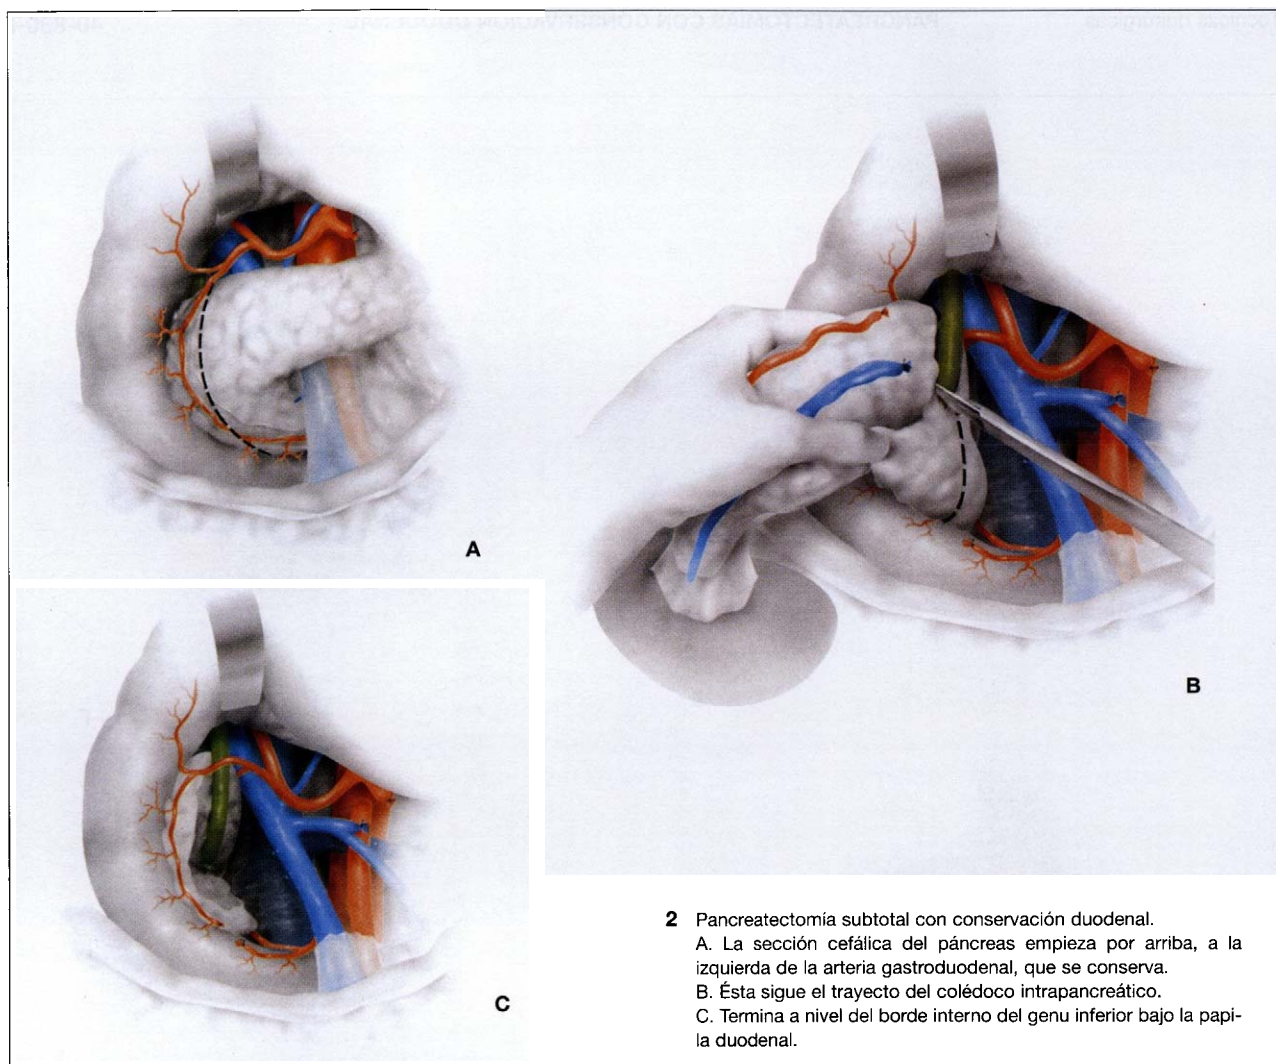 A
B
C
2 Pancreatectomía subtotal con conservación duodenal.
A. La sección cefálica del páncreas empieza por arriba, a la
izquierda de la arteria gastroduodenal, que se conserva.
B. Ésta sigue el trayecto del colédoco intrapancreático.
C. Termina a nivel del borde interno del genu inferior bajo la papi-
la duodenal.